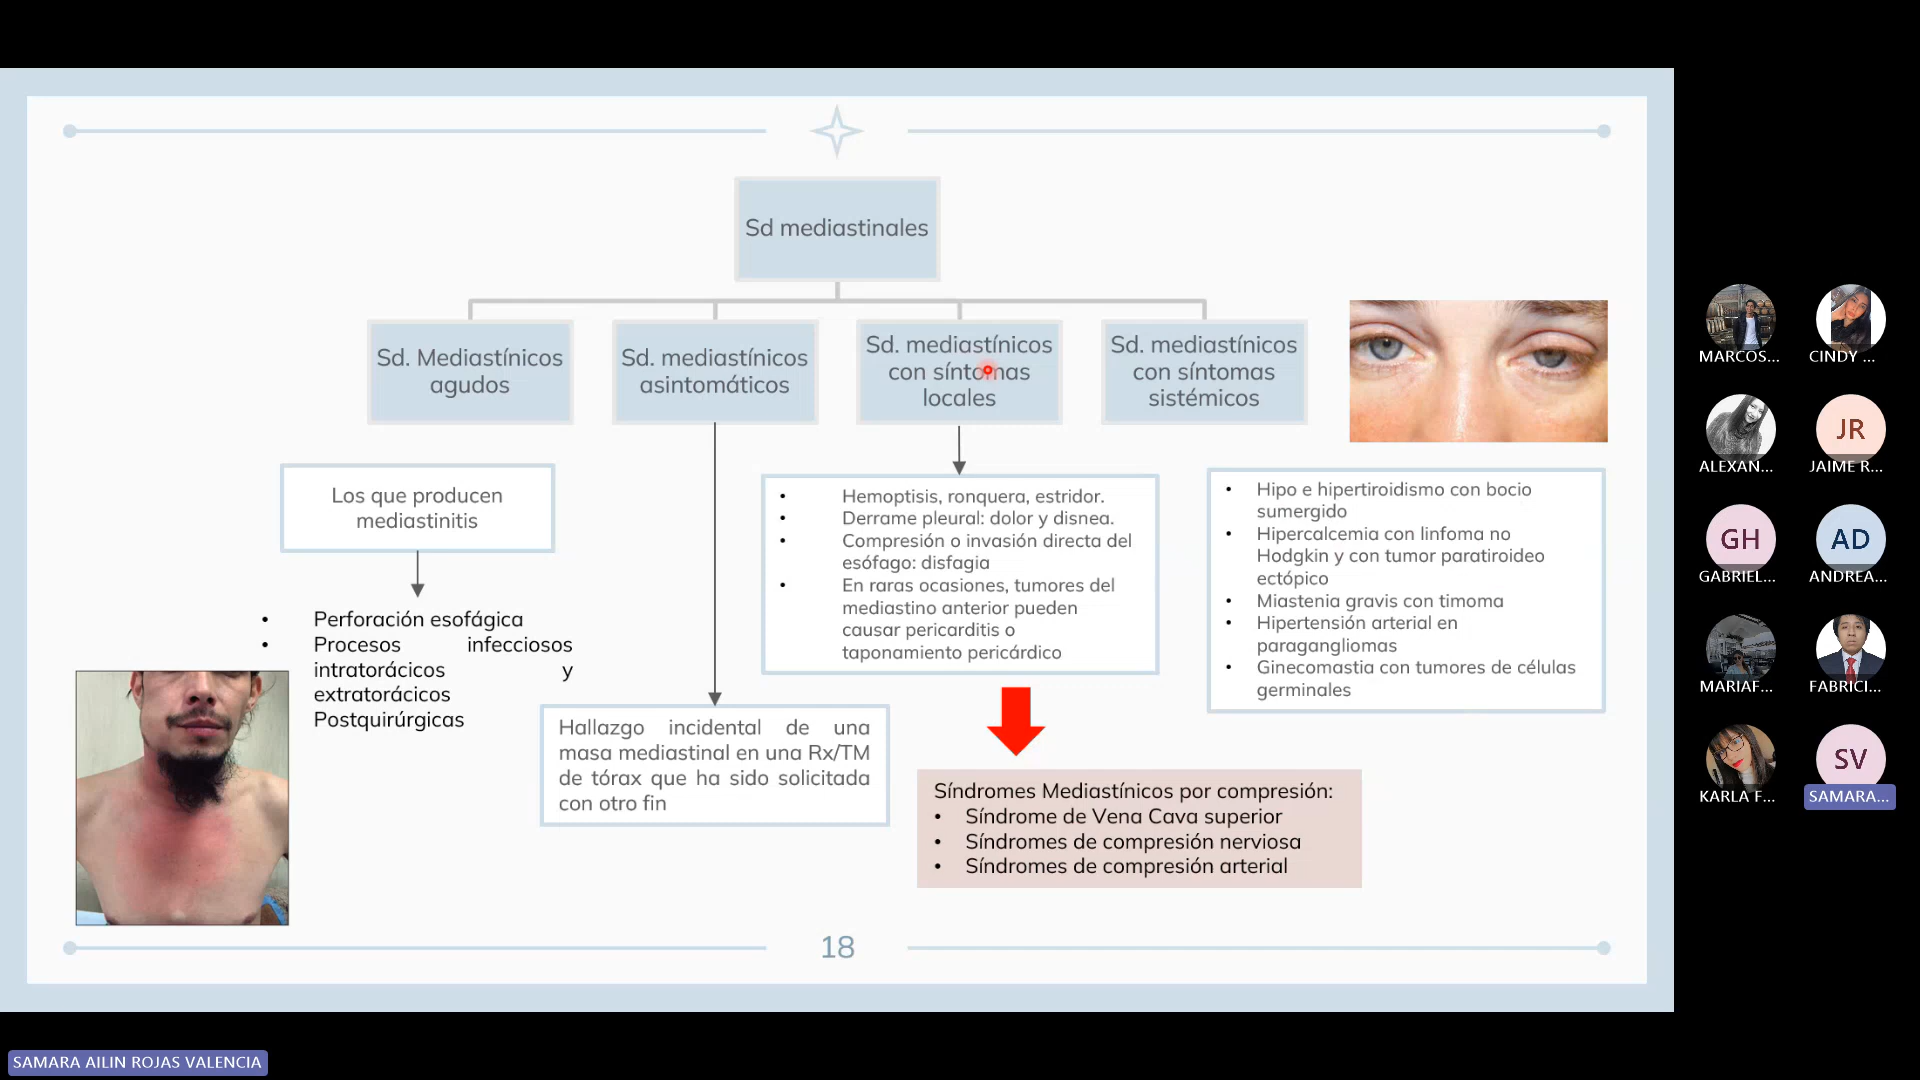 Sd mediastinales
Sd. Mediastínicos
agudos
Sd. mediastínicos
asintomáticos
Sd. mediastínicos
con síntomas
locales
Sd. mediastínicos
con síntomas
sistémicos
Los que producen
mediastinitis
• Perforación esofágica
• Procesos infecciosos
intratorácicos y
extratorácicos
Postquirúrgicas
Hallazgo incidental de una
masa mediastinal en una Rx/TM
de tórax que ha sido solicitada
con otro fin
• Hemoptisis, ronquera, estridor.
• Derrame pleural: dolor y disnea.
• Compresión o invasión directa del
esófago: disfagia
• En raras ocasiones, tumores del
mediastino anterior pueden
causar pericarditis o
taponamiento pericárdico
Síndromes Mediastínicos por compresión:
• Síndrome de Vena Cava superior
• Síndromes de compresión nerviosa
• Síndromes de compresión arterial
• Hipo e hipertiroidismo con bocio
sumergido
• Hipercalcemia con linfoma no
Hodgkin y con tumor paratiroideo
ectópico
• Miastenia gravis con timoma
• Hipertensión arterial en
paragangliomas
• Ginecomastia con tumores de células
germinales
18
MARCOS...
CINDY ...
ALEXAN...
JR
JAIME R...
GH
GABRIEL...
AD
ANDREA...
MARIAF...
FABRICI...
KARLA F...
SV
SAMARA...
SAMARA AILIN ROJAS VALENCIA